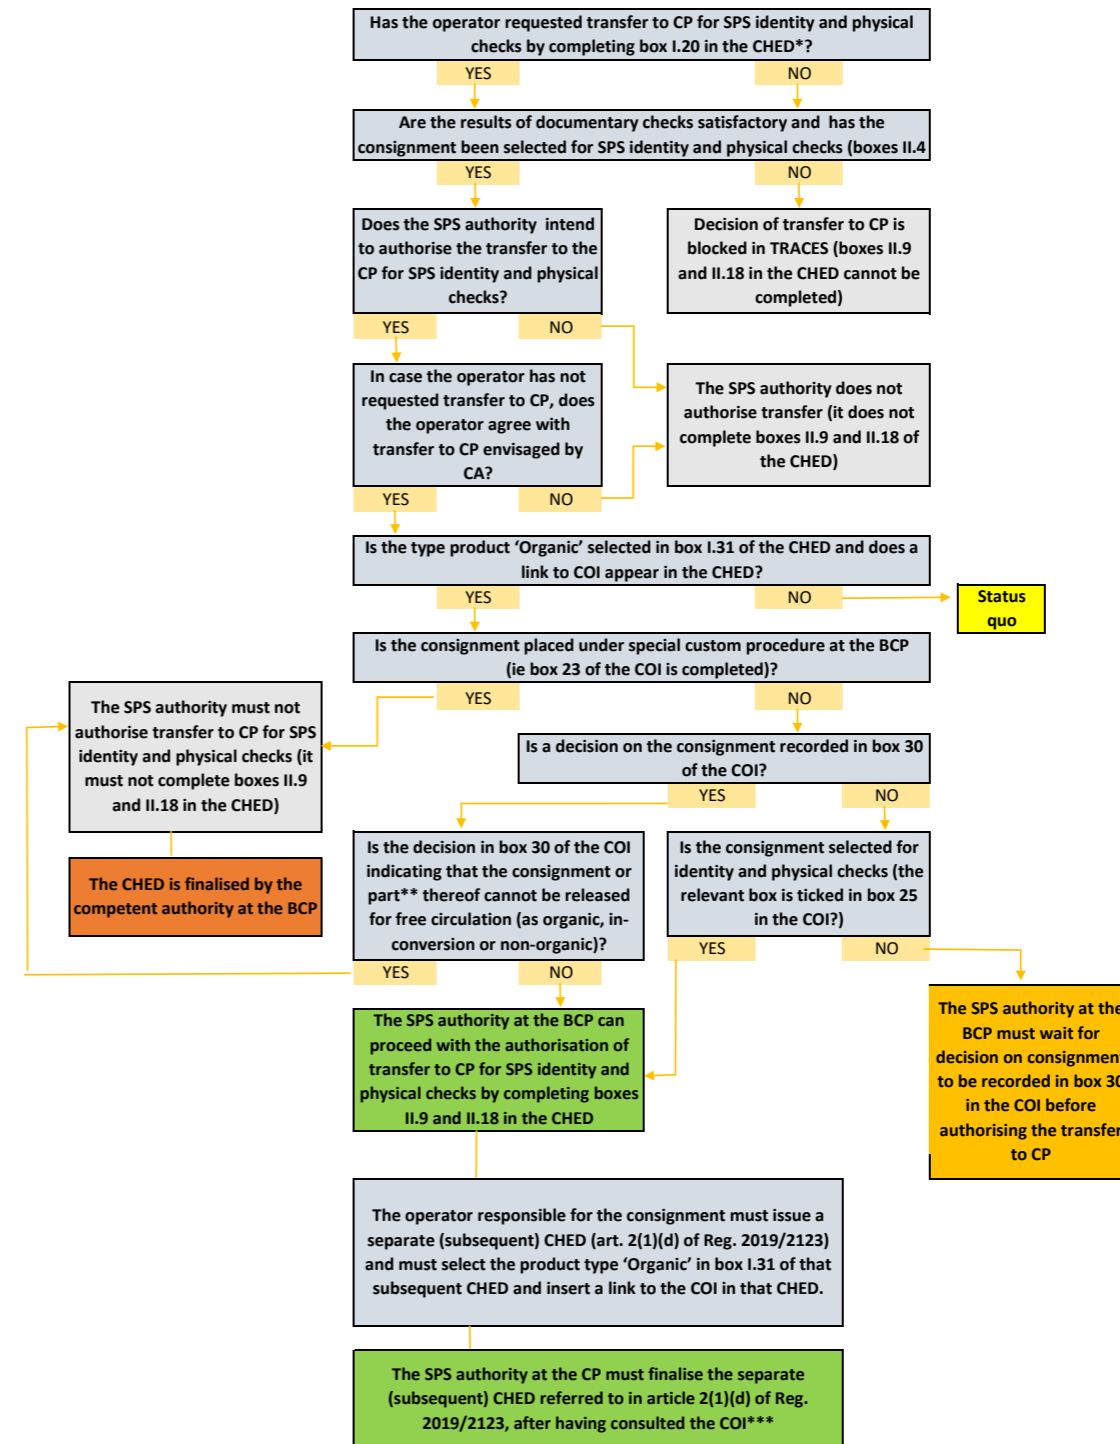 Has the operator requested transfer to CP for SPS identity and physical
checks by completing box I.20 in the CHED*?
YES
NO
Are the results of documentary checks satisfactory and has the
consignment been selected for SPS identity and physical checks (boxes II.4
YES
NO
Does the SPS authority intend
to authorise the transfer to the
CP for SPS identity and physical
checks?
Decision of transfer to CP is
blocked in TRACES (boxes II.9
and II.18 in the CHED cannot be
completed)
YES
NO
In case the operator has not
requested transfer to CP, does
the operator agree with
transfer to CP envisaged by
CA?
The SPS authority does not
authorise transfer (it does not
complete boxes II.9 and II.18 of
the CHED)
YES
NO
Is the type product ‘Organic’ selected in box I.31 of the CHED and does a
link to COI appear in the CHED?
YES
NO
Status
quo
Is the consignment placed under special custom procedure at the BCP
(ie box 23 of the COI is completed)?
YES
NO
The SPS authority must not
authorise transfer to CP for SPS
identity and physical checks (it
must not complete boxes II.9
and II.18 in the CHED)
Is a decision on the consignment recorded in box 30
of the COI?
YES
NO
The CHED is finalised by the
competent authority at the BCP
Is the decision in box 30 of the COI
indicating that the consignment or
part** thereof cannot be released
for free circulation (as organic, in-
conversion or non-organic)?
Is the consignment selected for
identity and physical checks (the
relevant box is ticked in box 25
in the COI?)
YES
NO
YES
NO
The SPS authority at the BCP can
proceed with the authorisation of
transfer to CP for SPS identity and
physical checks by completing boxes
II.9 and II.18 in the CHED
The SPS authority at the
BCP must wait for
decision on consignment
to be recorded in box 30
in the COI before
authorising the transfer
to CP
The operator responsible for the consignment must issue a
separate (subsequent) CHED (art. 2(1)(d) of Reg. 2019/2123)
and must select the product type ‘Organic’ in box I.31 of that
subsequent CHED and insert a link to the COI in that CHED.
The SPS authority at the CP must finalise the separate
(subsequent) CHED referred to in article 2(1)(d) of Reg.
2019/2123, after having consulted the COI***